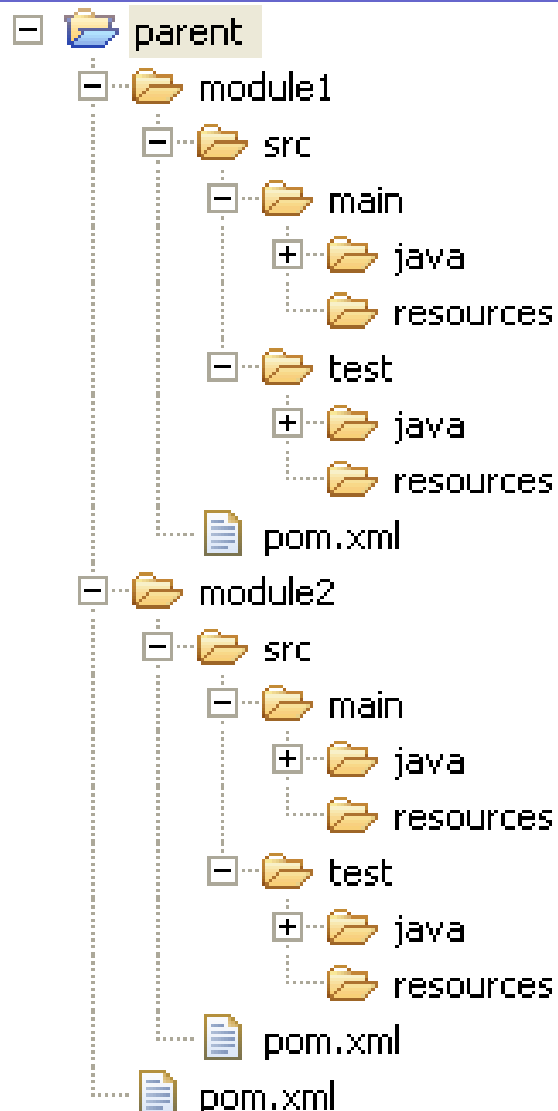 parent
module1
src
main
java
resources
test
java
resources
pom.xml
module2
src
main
java
resources
test
java
resources
pom.xml
pom.xml